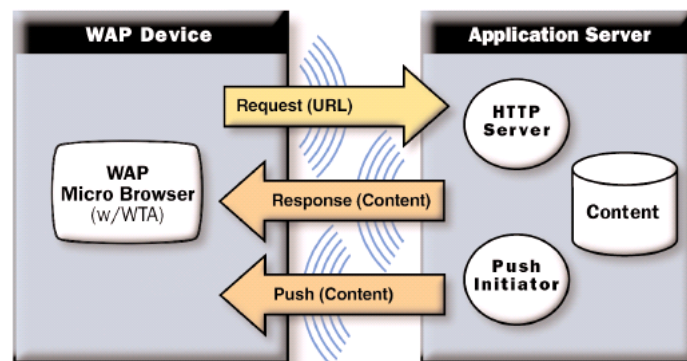 WAP Device
Application Server
Request (URL)
HTTP
Server
WAP
Micro Browser
(w/WTA)
Response (Content)
Content
Push
Initiator
Push (Content)